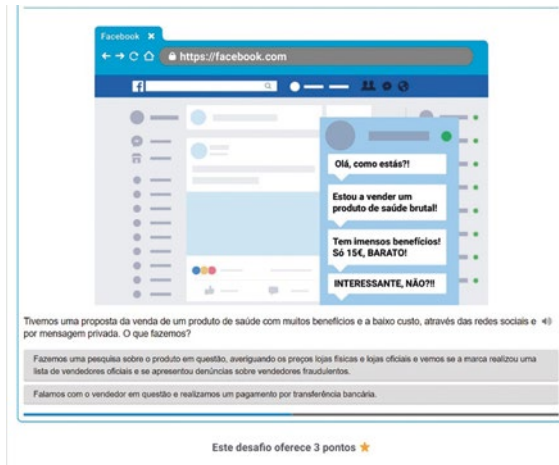 Facebook X
https://facebook.com
f
Olá, como estás?!
Estou a vender um
produto de saúde brutal!
Tem imensos benefícios!
Só 15€, BARATO!
INTERESSANTE, NÃO?!!
Tivemos uma proposta da venda de um produto de saúde com muitos benefícios e a baixo custo, através das redes sociais e
por mensagem privada. O que fazemos?
Fazemos uma pesquisa sobre o produto em questão, averiguando os preços lojas físicas e lojas oficiais e vemos se a marca realizou uma
lista de vendedores oficiais e se apresentou denúncias sobre vendedores fraudulentos.
Falamos com o vendedor em questão e realizamos um pagamento por transferência bancária.
Este desafio oferece 3 pontos